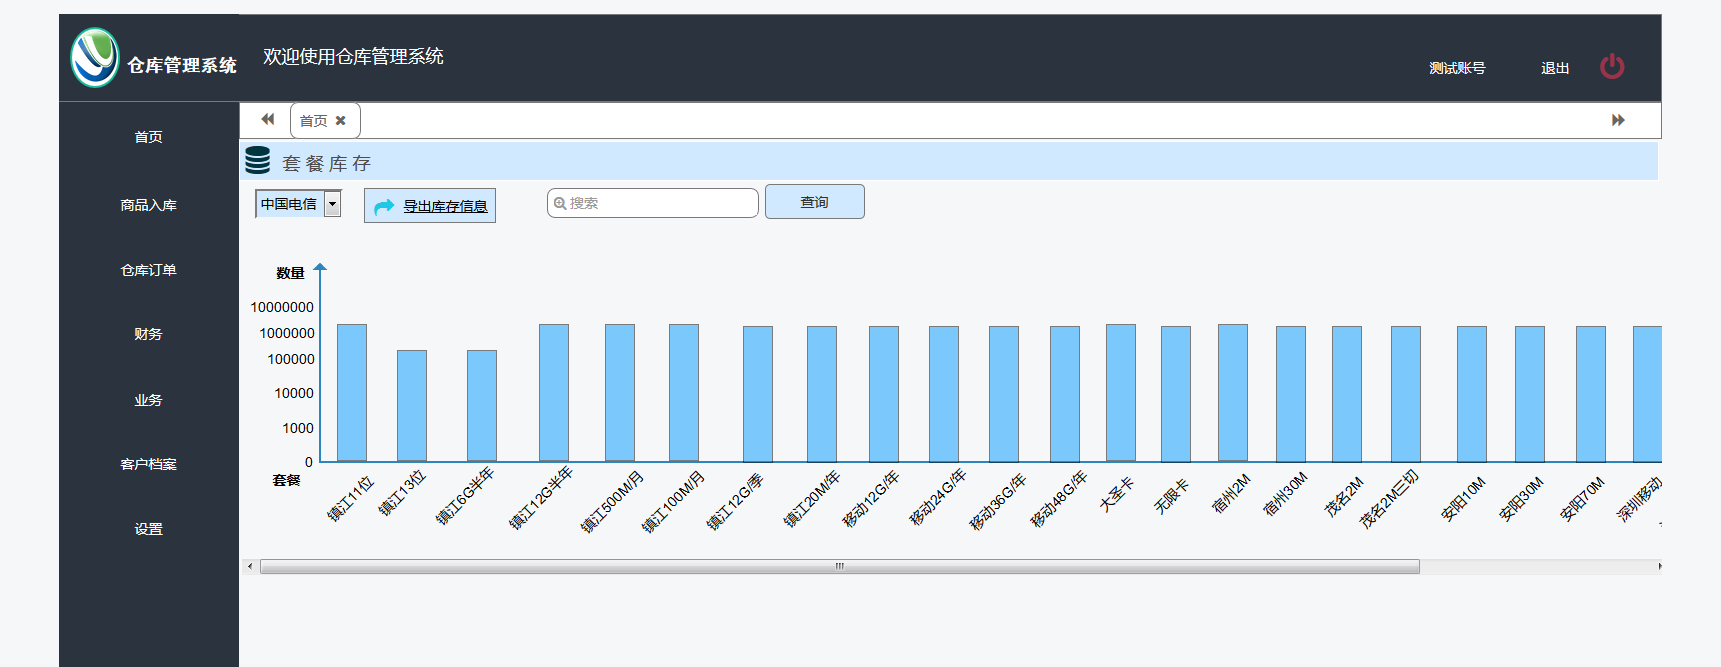 仓库管理系统
欢迎使用仓库管理系统
测试账号
退出
首页
商品入库
仓库订单
财务
业务
客户档案
设置
首页
套餐库存
中国电信
导出库存信息
搜索
查询
数量
10000000
1000000
100000
10000
1000
0
套餐
镇江11位
镇江13位
镇江6G半年
镇江12G半年
镇江500M/月
镇江100M/月
镇江12G/季
镇江20M/年
移动12G/年
移动24G/年
移动36G/年
移动48G/年
大圣卡
无限卡
宿州2M
宿州30M
茂名2M
茂名2M三切
安阳10M
安阳30M
安阳70M
深圳移动